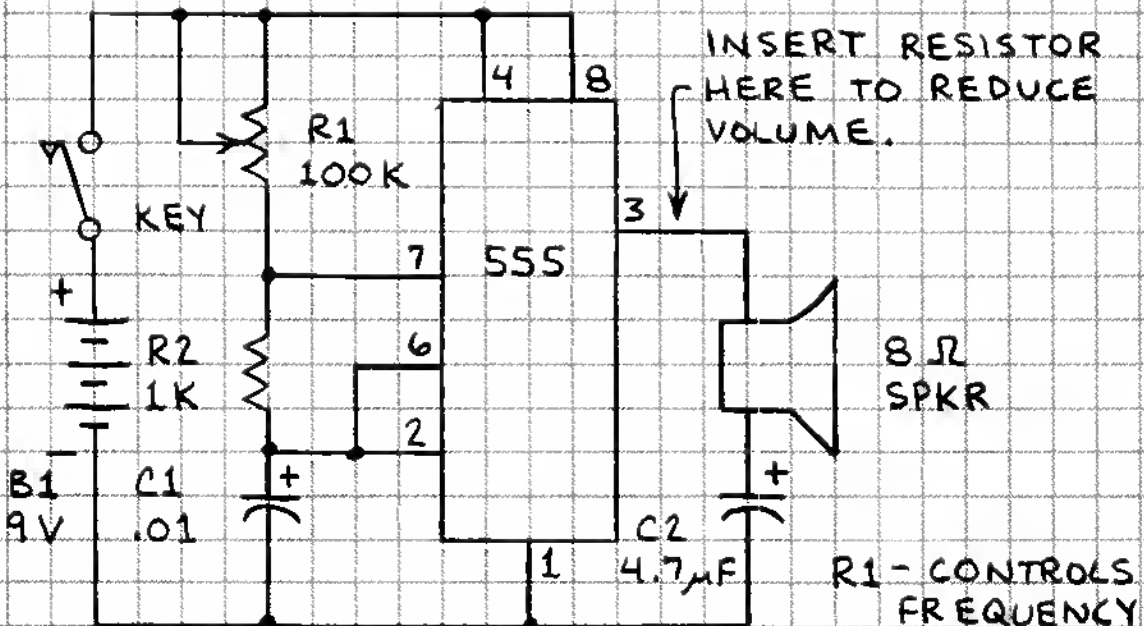 INSERT RESISTOR
HERE TO REDUCE
VOLUME.
4
8
R1
100K
KEY
3
7
555
+
6
R2
1K
8 Ω
SPKR
2
−
+
+
B1
9V
C1
.01
C2
4.7µF
1
R1 - CONTROLS
FREQUENCY